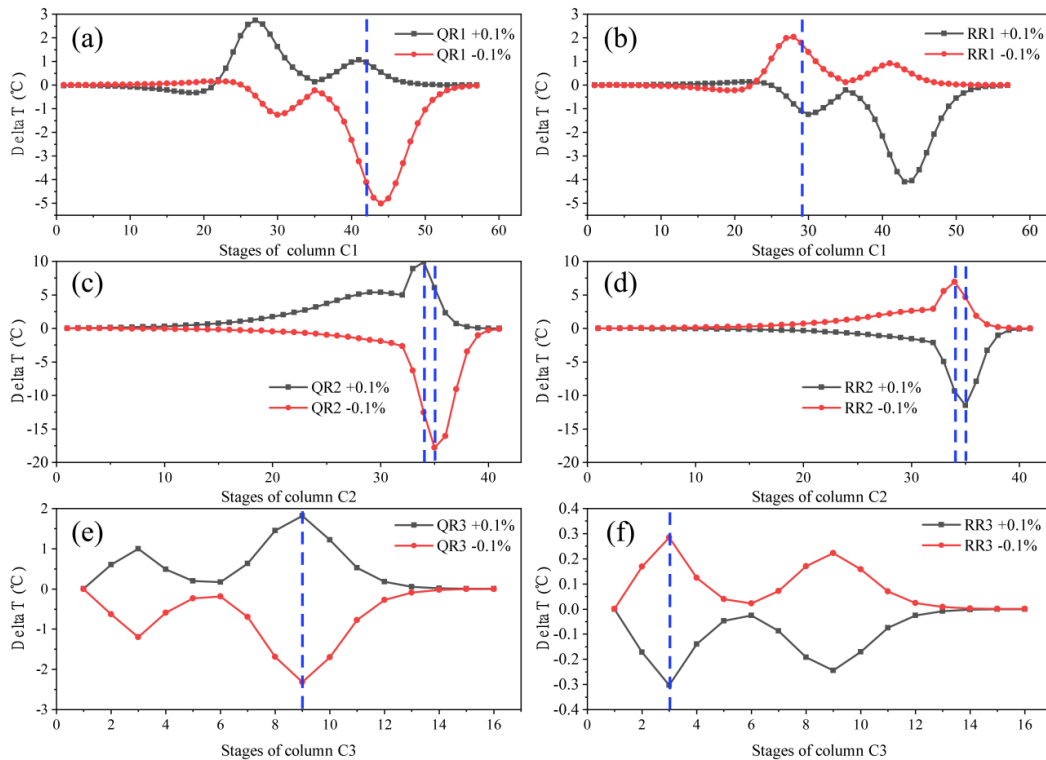 (a)
QR1 +0.1%
QR1 -0.1%
Delta T (℃)
3
2
1
0
-1
-2
-3
-4
-5
0 10 20 30 40 50 60
Stages of column C1
(b)
RR1 +0.1%
RR1 -0.1%
Delta T (℃)
3
2
1
0
-1
-2
-3
-4
-5
0 10 20 30 40 50 60
Stages of column C1
(c)
QR2 +0.1%
QR2 -0.1%
Delta T (℃)
10
5
0
-5
-10
-15
-20
0 10 20 30 40
Stages of column C2
(d)
RR2 +0.1%
RR2 -0.1%
Delta T (℃)
10
5
0
-5
-10
-15
-20
0 10 20 30 40
Stages of column C2
(e)
QR3 +0.1%
QR3 -0.1%
Delta T (℃)
2
1
0
-1
-2
-3
0 2 4 6 8 10 12 14 16
Stages of column C3
(f)
RR3 +0.1%
RR3 -0.1%
Delta T (℃)
0.4
0.3
0.2
0.1
0.0
-0.1
-0.2
-0.3
-0.4
0 2 4 6 8 10 12 14 16
Stages of column C3